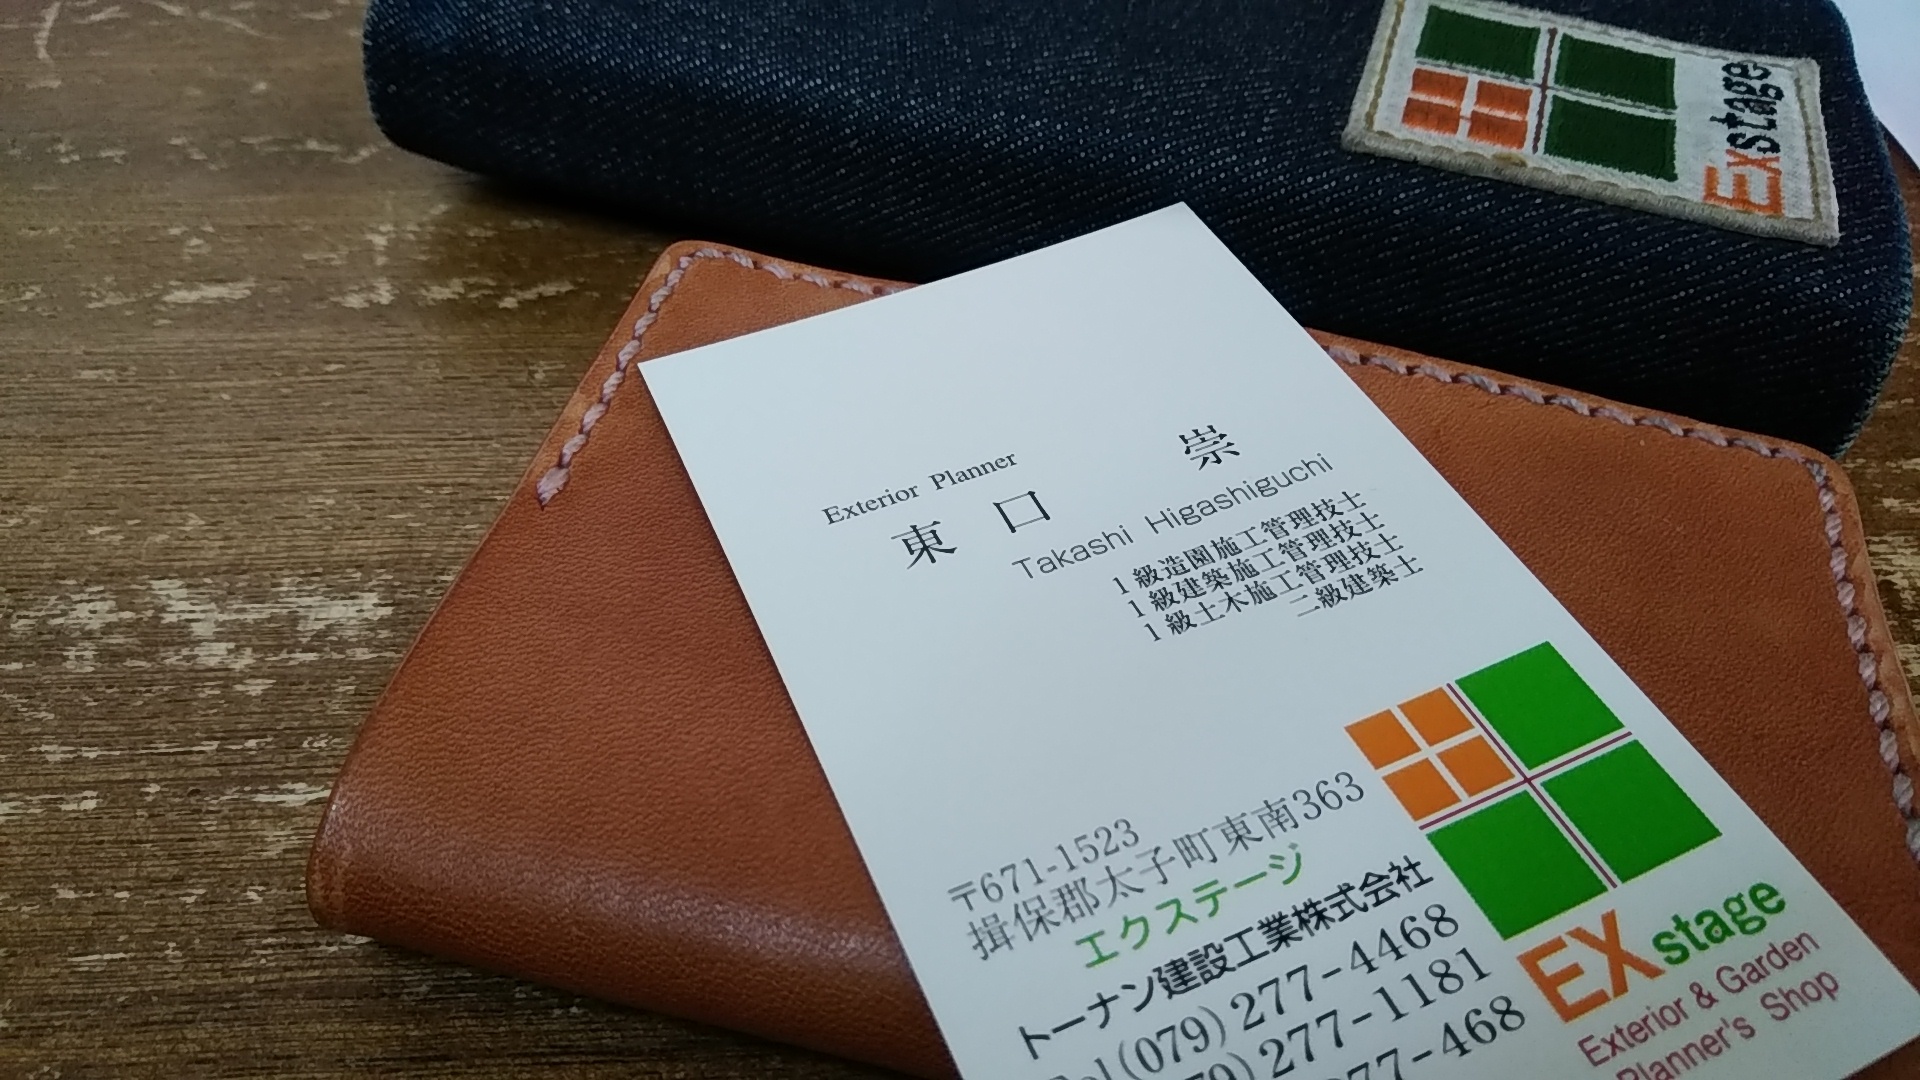 Exstage
Exterior Planner
東口 崇
Takashi Higashiguchi
1級造園施工管理技士
1級建築施工管理技士
1級土木施工管理技士
二級建築士
〒671-1523
揖保郡太子町東南363
エクステージ
トーナン建設工業株式会社
Tel(079)277-4468
277-1181
77-468
EX stage
Exterior & Garden
Planner's Shop